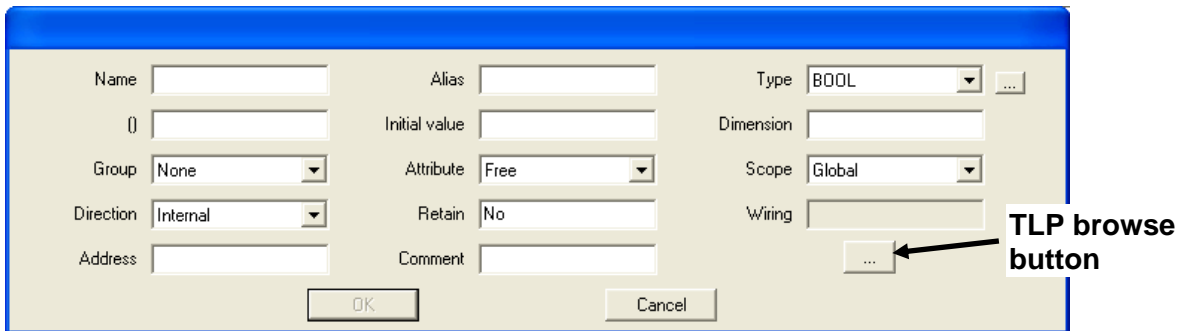 Name Alias Type BOOL ...
() Initial value Dimension
Group None Attribute Free Scope Global
Direction Internal Retain No Wiring
Address Comment ...
TLP browse
button
OK Cancel